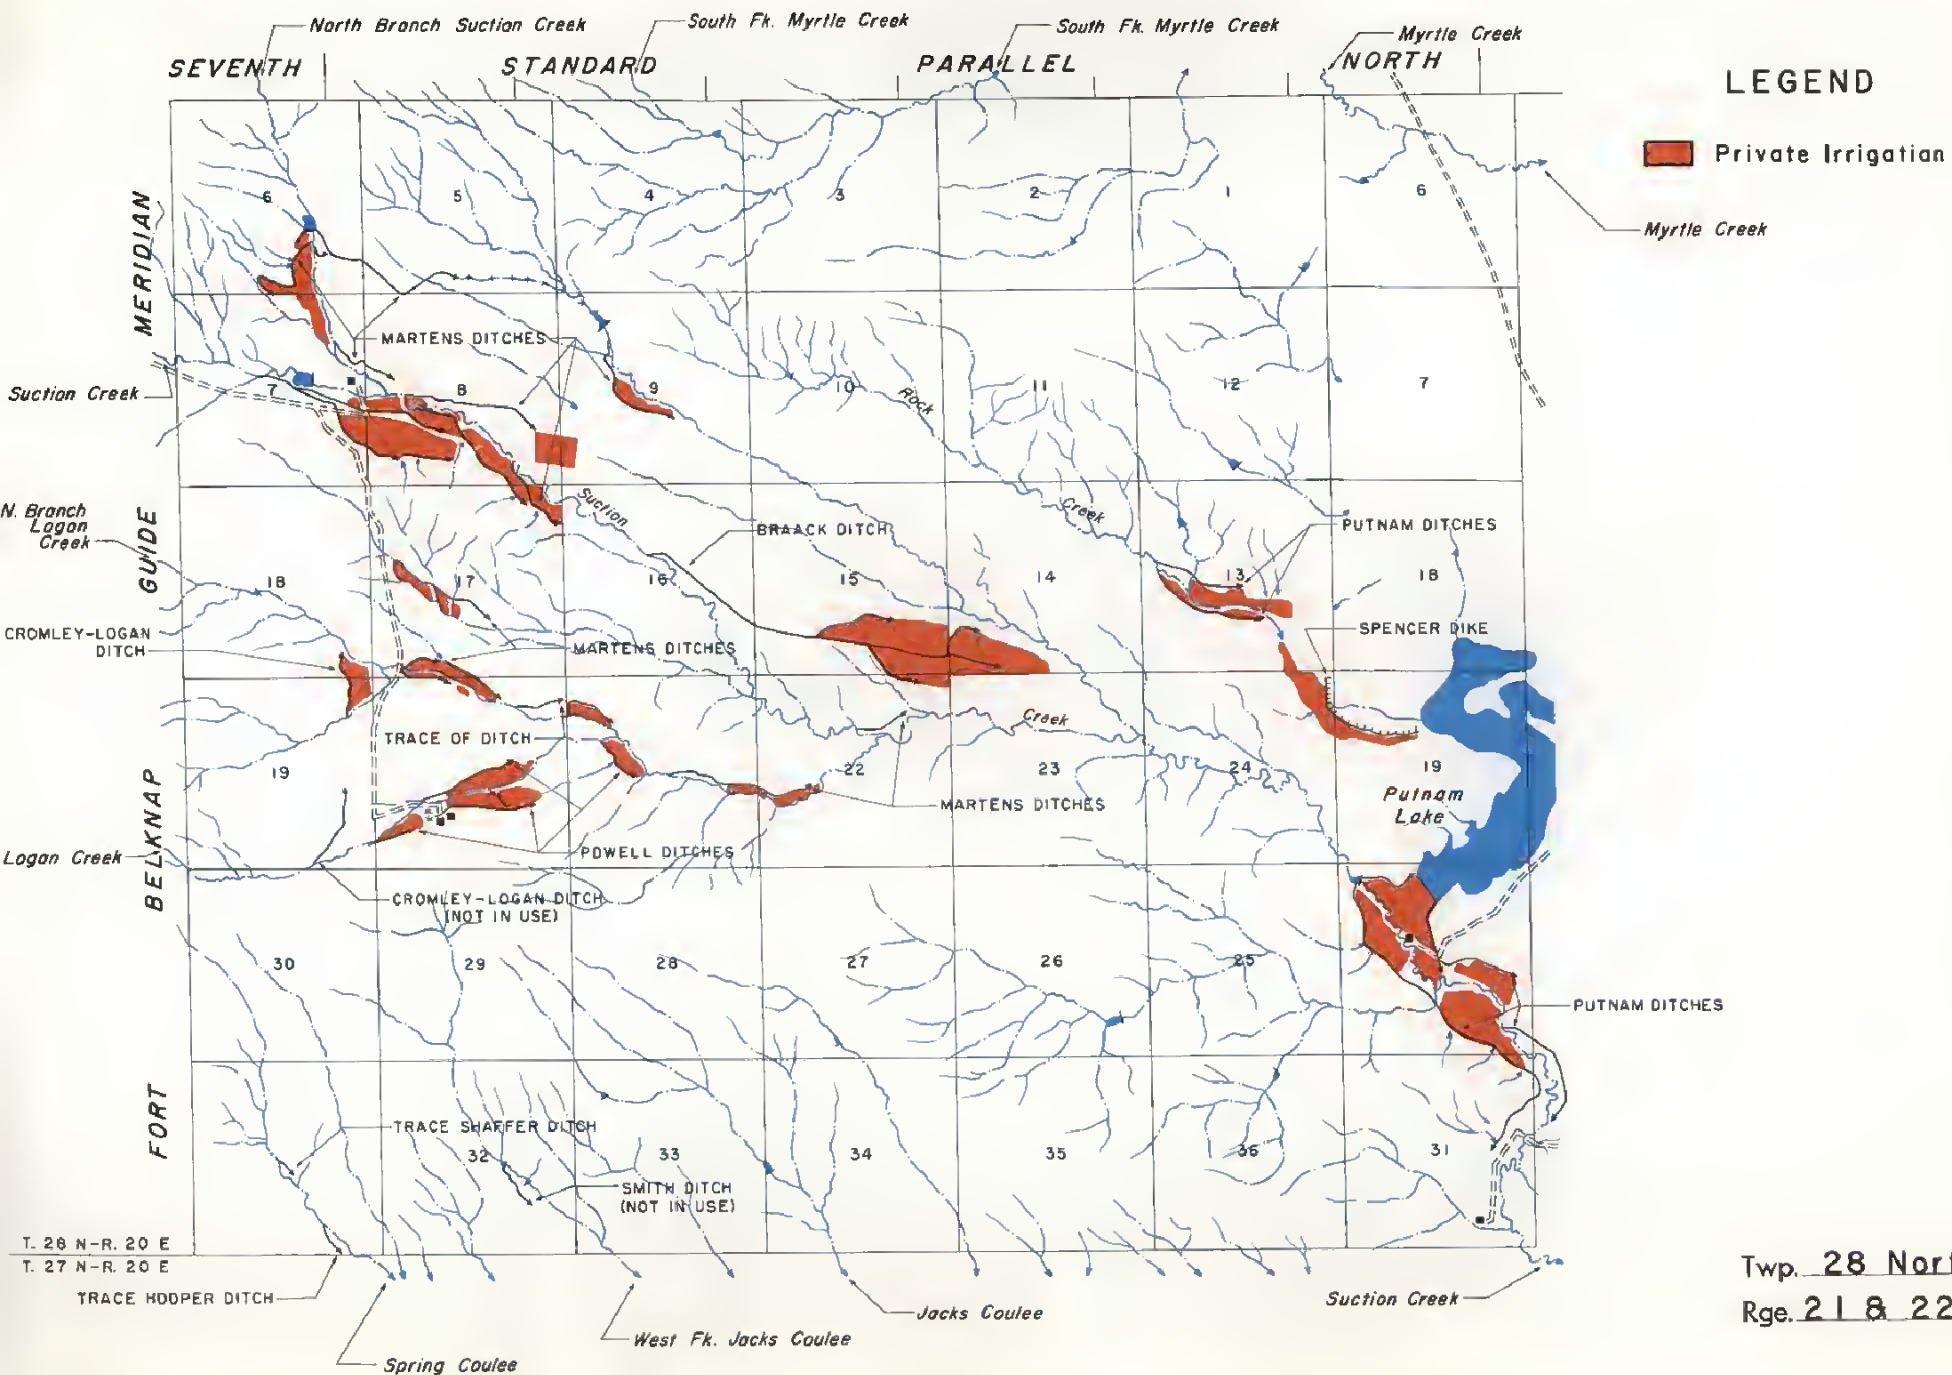 North Branch Suction Creek
South Fk. Myrtle Creek
South Fk. Myrtle Creek
Myrtle Creek
SEVENTH STANDARD PARALLEL NORTH
LEGEND
Private Irrigation
6 5 4 3 2 1 6
Myrtle Creek
MERIDIAN
MARTENS DITCHES
Suction Creek
7 8 9 10 11 12 7
Rock
Suction
Creek
N. Branch
Logan
Creek
GUIDE
BRAACK DITCH
PUTNAM DITCHES
18 17 16 15 14 13 18
CROMLEY-LOGAN
DITCH
MARTENS DITCHES
SPENCER DIKE
Creek
TRACE OF DITCH
19 22 23 24 19
Putnam
Lake
MARTENS DITCHES
BELKNAP
Logan Creek
POWELL DITCHES
CROMLEY-LOGAN DITCH
(NOT IN USE)
30 29 28 27 26 25
PUTNAM DITCHES
FORT
TRACE SHAFFER DITCH
32 33 34 35 36 31
SMITH DITCH
(NOT IN USE)
T. 28 N-R. 20 E
T. 27 N-R. 20 E
TRACE HOOPER DITCH
Suction Creek
Jacks Coulee
West Fk. Jacks Coulee
Spring Coulee
Twp. 28 Nort
Rge. 21 & 22